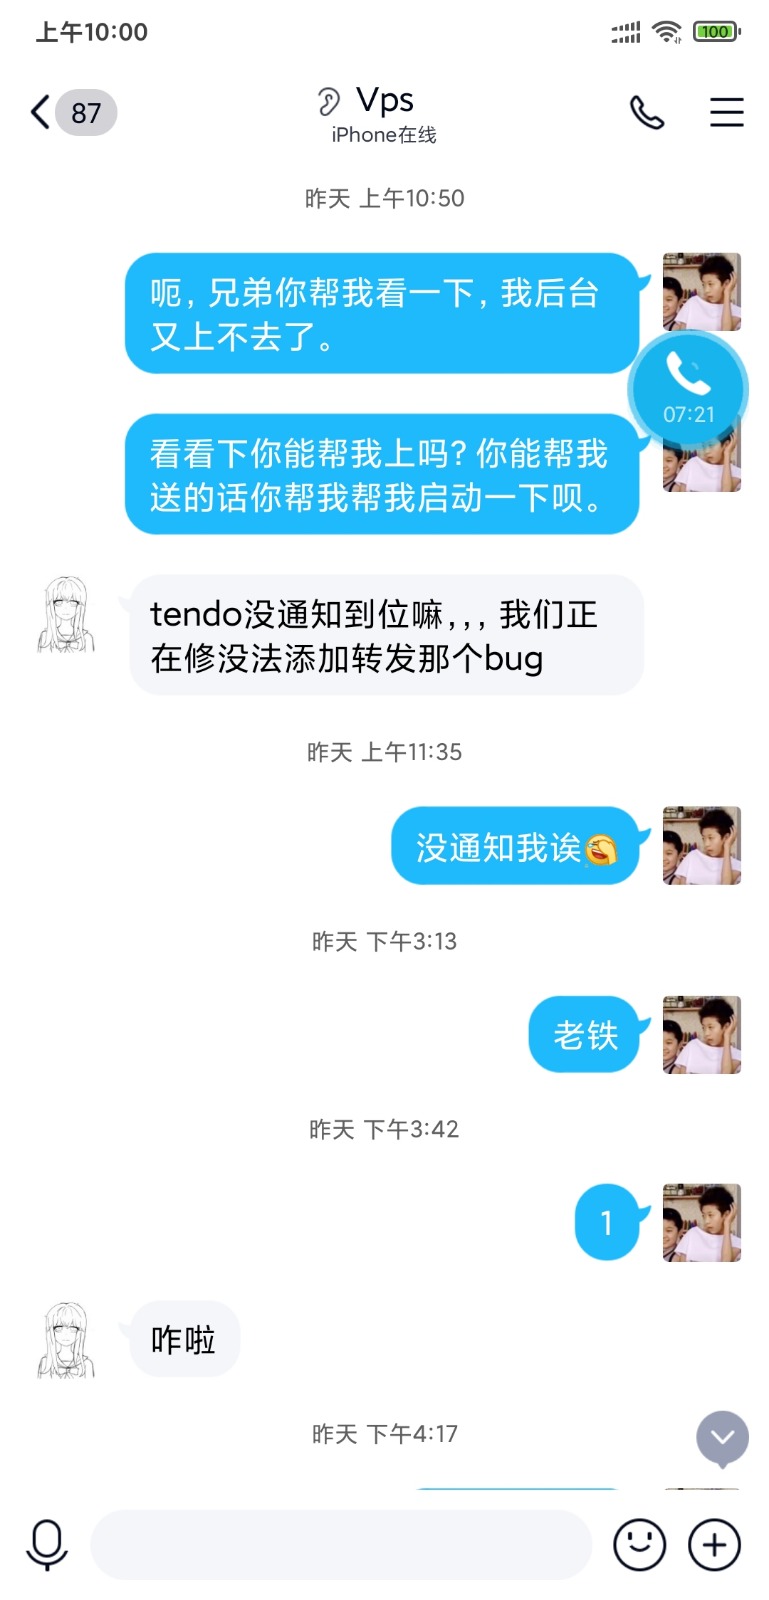 上午10:00
100
87
Vps
iPhone在线
昨天 上午10:50
呃, 兄弟你帮我看一下, 我后台
又上不去了。
07:21
看看下你能帮我上吗? 你能帮我
送的话你帮我帮我启动一下呗。
tendo没通知到位嘛,,, 我们正
在修没法添加转发那个bug
昨天 上午11:35
没通知我诶
昨天 下午3:13
老铁
昨天 下午3:42
1
咋啦
昨天 下午4:17